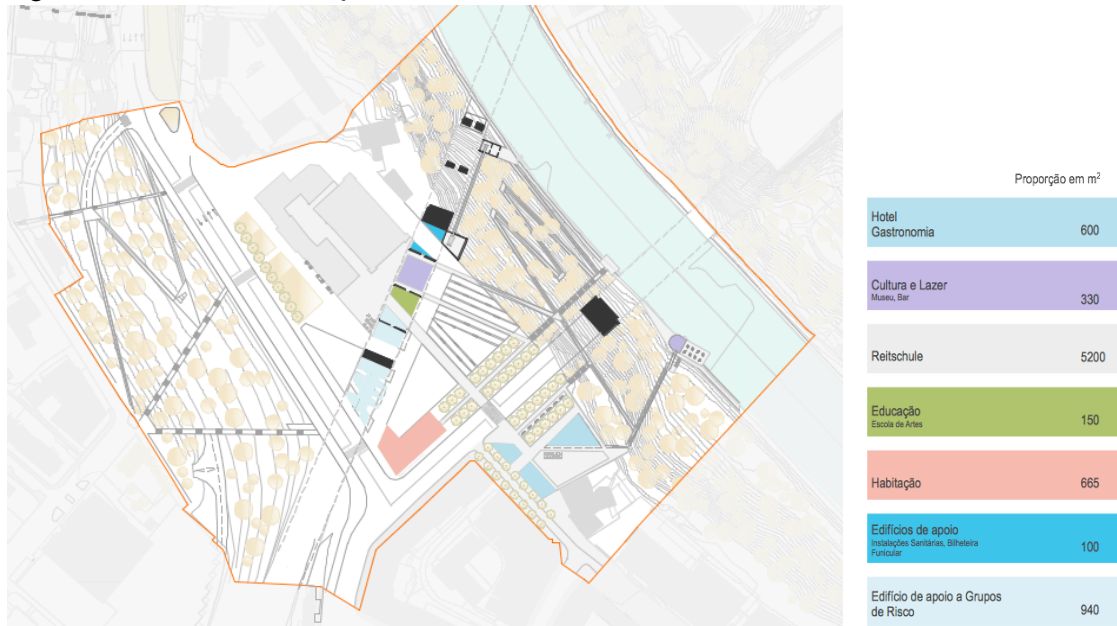 Proporção em m²
Hotel
Gastronomia
600
Cultura e Lazer
Museu, Bar
330
Reitschule
5200
Educação
Escola de Artes
150
Habitação
665
Edifícios de apoio
Instalações Sanitárias, Bilheteira
Funicular
100
Edifício de apoio a Grupos
de Risco
940